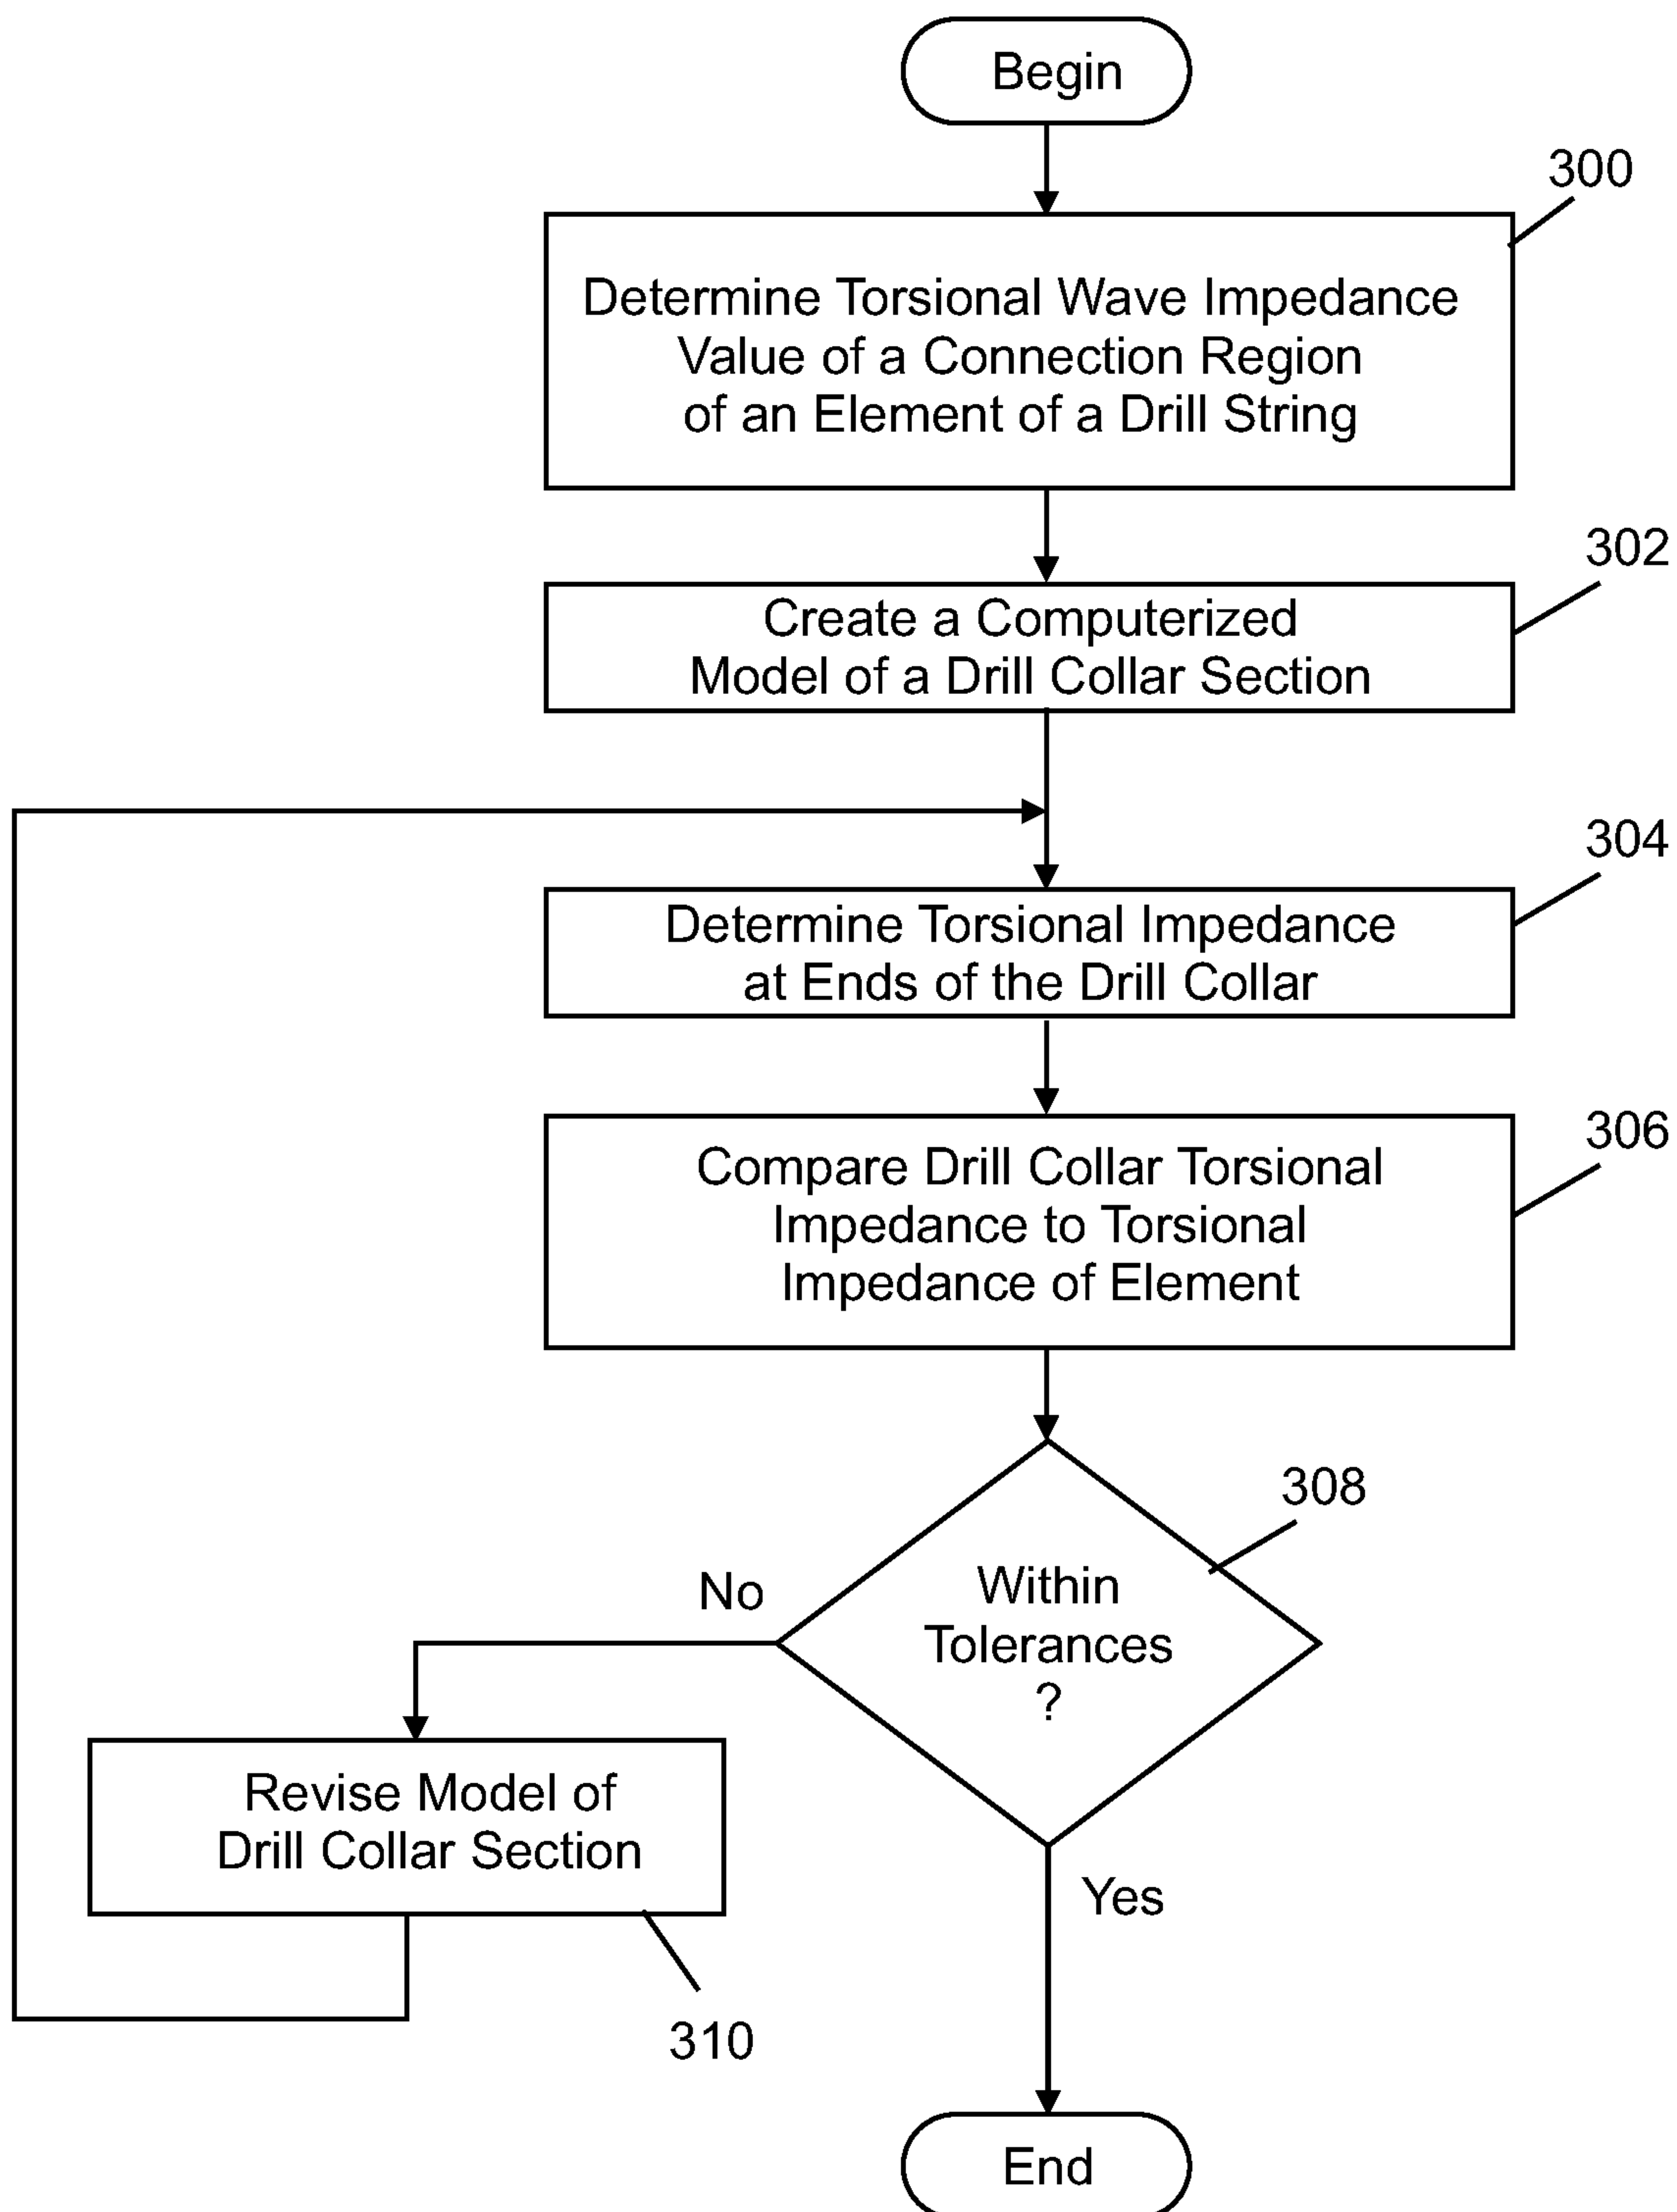 Begin
300
Determine Torsional Wave Impedance
Value of a Connection Region
of an Element of a Drill String
302
Create a Computerized
Model of a Drill Collar Section
304
Determine Torsional Impedance
at Ends of the Drill Collar
306
Compare Drill Collar Torsional
Impedance to Torsional
Impedance of Element
308
Within
Tolerances
?
No
Revise Model of
Drill Collar Section
310
Yes
End